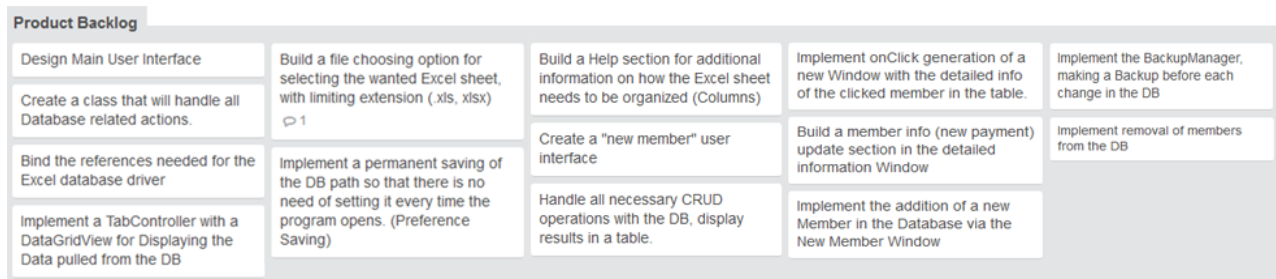 Product Backlog
Design Main User Interface
Create a class that will handle all
Database related actions.
Bind the references needed for the
Excel database driver
Implement a TabController with a
DataGridView for Displaying the
Data pulled from the DB
Build a file choosing option for
selecting the wanted Excel sheet,
with limiting extension (.xls, xlsx)
1
Implement a permanent saving of
the DB path so that there is no
need of setting it every time the
program opens. (Preference
Saving)
Build a Help section for additional
information on how the Excel sheet
needs to be organized (Columns)
Create a "new member" user
interface
Handle all necessary CRUD
operations with the DB, display
results in a table.
Implement onClick generation of a
new Window with the detailed info
of the clicked member in the table.
Build a member info (new payment)
update section in the detailed
information Window
Implement the addition of a new
Member in the Database via the
New Member Window
Implement the BackupManager,
making a Backup before each
change in the DB
Implement removal of members
from the DB